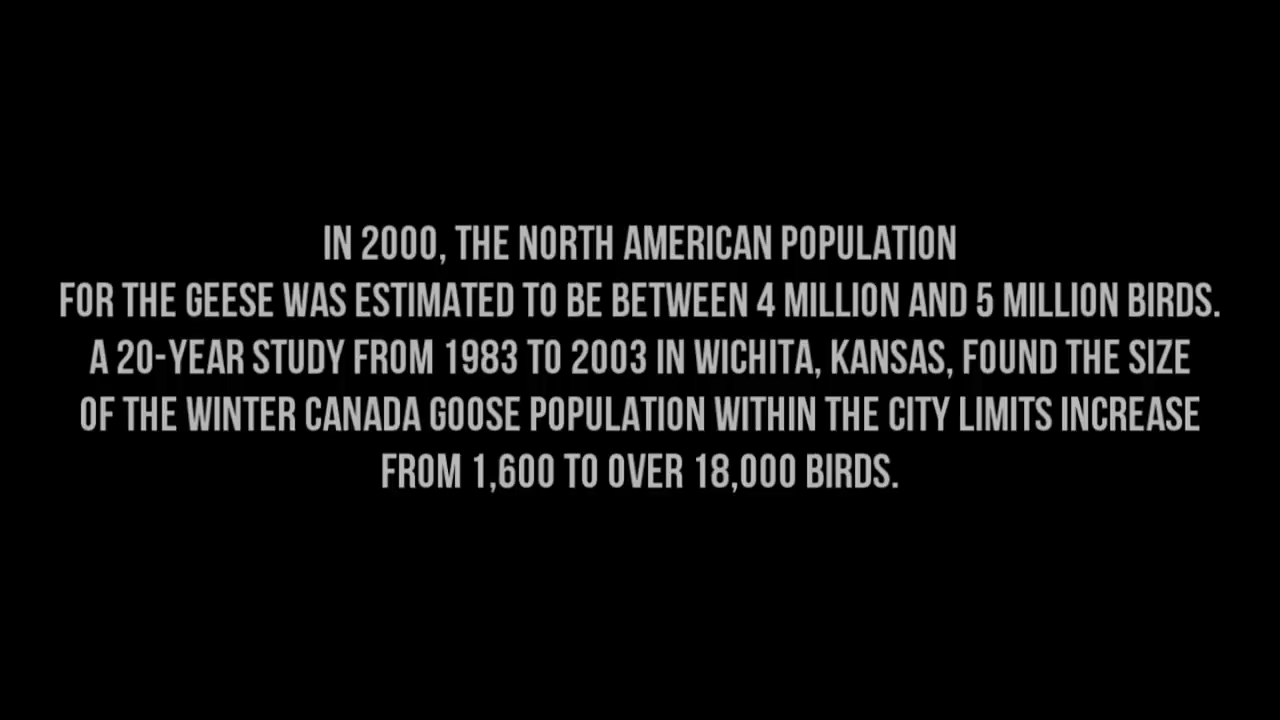 IN 2000, THE NORTH AMERICAN POPULATION
FOR THE GEESE WAS ESTIMATED TO BE BETWEEN 4 MILLION AND 5 MILLION BIRDS.
A 20-YEAR STUDY FROM 1983 TO 2003 IN WICHITA, KANSAS, FOUND THE SIZE
OF THE WINTER CANADA GOOSE POPULATION WITHIN THE CITY LIMITS INCREASE
FROM 1,600 TO OVER 18,000 BIRDS.